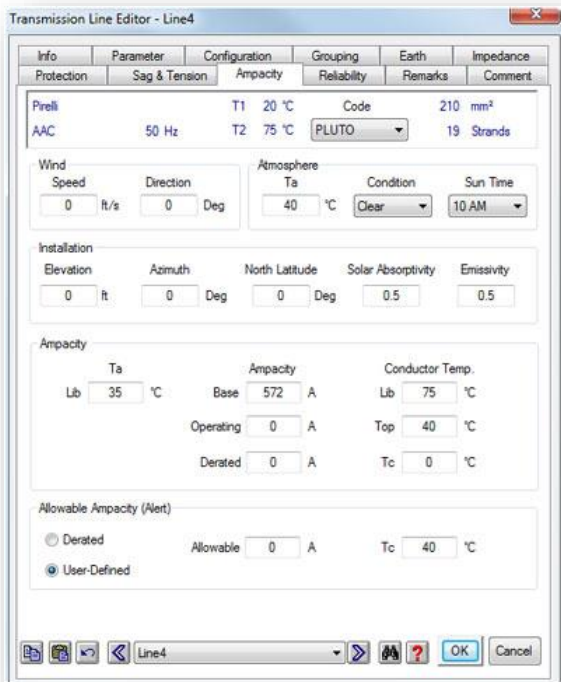 Transmission Line Editor - Line4
Info Parameter Configuration Grouping Earth Impedance
Protection Sag & Tension Ampacity Reliability Remarks Comment
Pirelli T1 20 °C Code 210 mm²
AAC 50 Hz T2 75 °C PLUTO 19 Strands
Wind Atmosphere
Speed Direction Ta Condition Sun Time
0 ft/s 0 Deg 40 °C Clear 10 AM
Installation
Elevation Azimuth North Latitude Solar Absorptivity Emissivity
0 ft 0 Deg 0 Deg 0.5 0.5
Ampacity
Ta Ampacity Conductor Temp.
Lib 35 °C Base 572 A Lib 75 °C
Operating 0 A Top 40 °C
Derated 0 A Tc 0 °C
Allowable Ampacity (Alert)
Derated
Allowable 0 A Tc 40 °C
User-Defined
Line4 ? OK Cancel